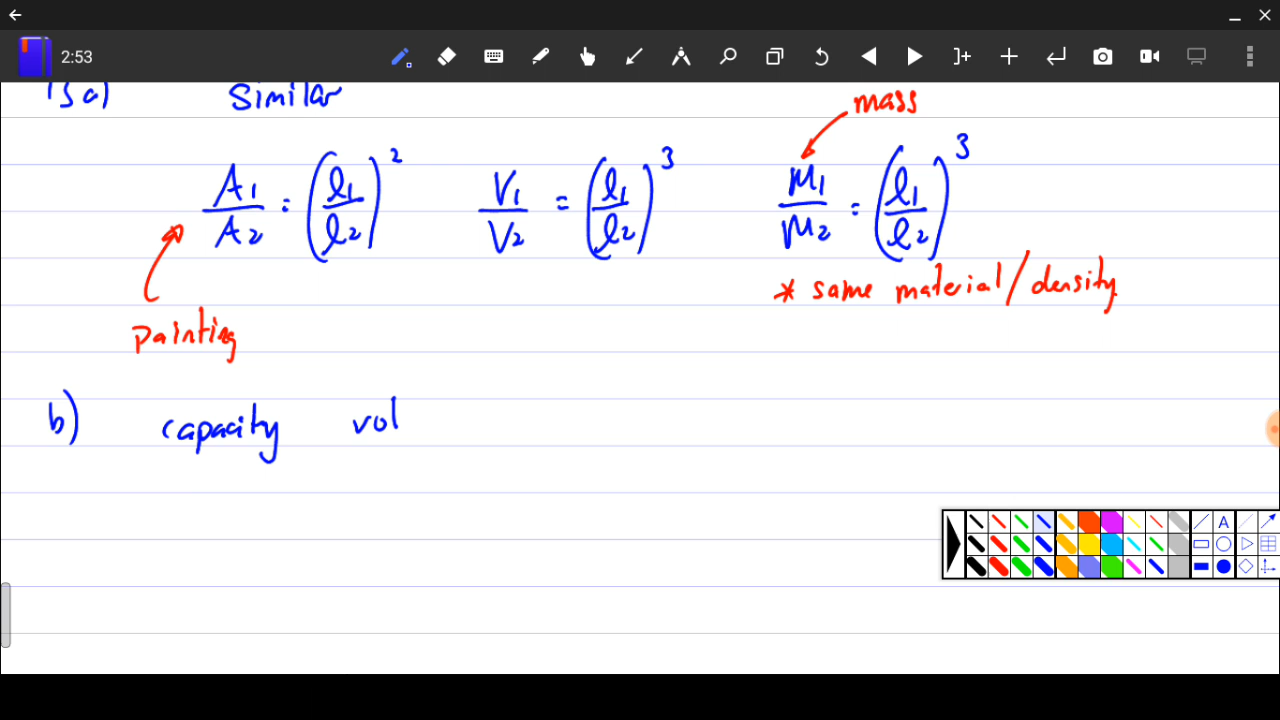 2:53
Similar
mass
A1/A2 = (l1/l2)^2 V1/V2 = (l1/l2)^3 M1/M2 = (l1/l2)^3
* same material/density
painting
b) capacity vol
A